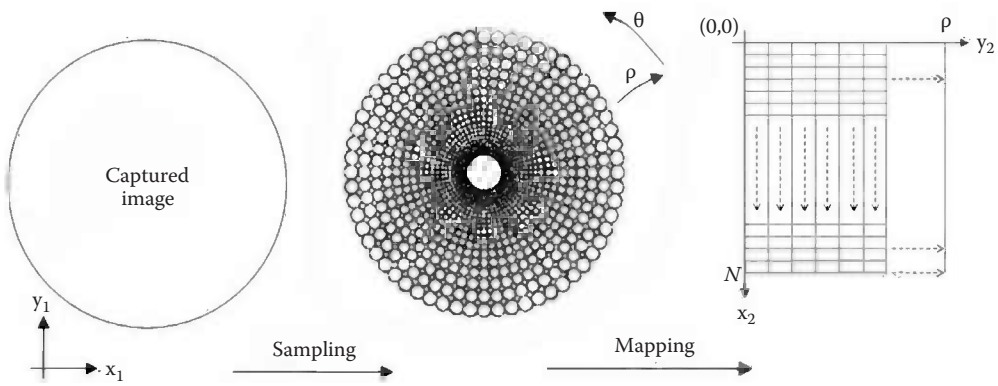 Captured
image
y1
x1
Sampling
θ
ρ
Mapping
(0,0)
ρ
y2
N
x2